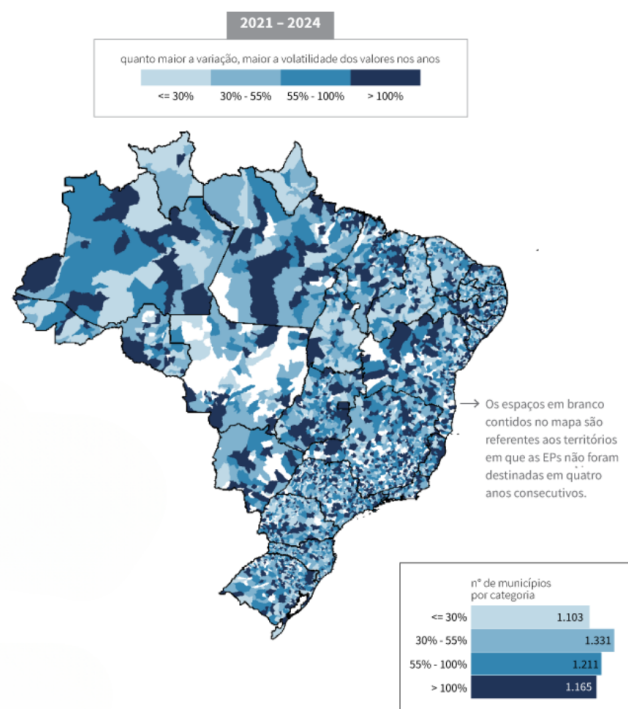 2021 – 2024
quanto maior a variação, maior a volatilidade dos valores nos anos
<= 30% 30% - 55% 55% - 100% > 100%
Os espaços em branco
contidos no mapa são
referentes aos territórios
em que as EPs não foram
destinadas em quatro
anos consecutivos.
n° de municípios
por categoria
<= 30% 1.103
30% - 55% 1.331
55% - 100% 1.211
> 100% 1.165